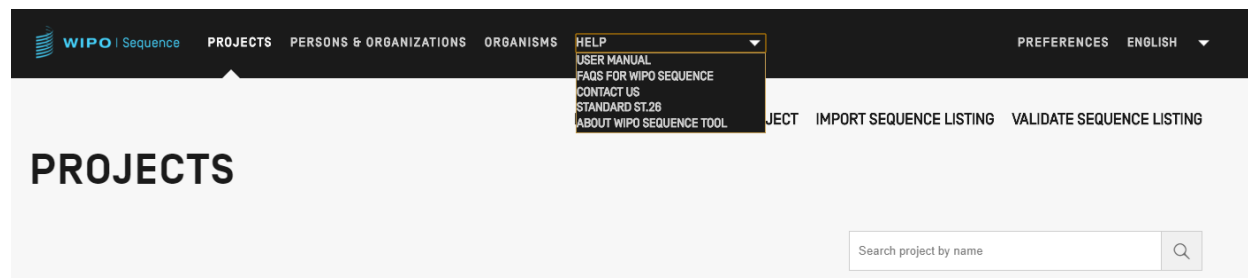 WIPO | Sequence PROJECTS PERSONS & ORGANIZATIONS ORGANISMS HELP PREFERENCES ENGLISH
USER MANUAL
FAQS FOR WIPO SEQUENCE
CONTACT US
STANDARD ST.26
ABOUT WIPO SEQUENCE TOOL
JECT IMPORT SEQUENCE LISTING VALIDATE SEQUENCE LISTING
PROJECTS
Search project by name